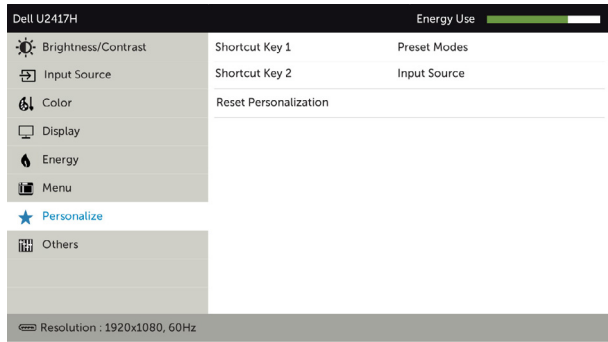 Dell U2417H Energy Use
Brightness/Contrast Shortcut Key 1 Preset Modes
Input Source Shortcut Key 2 Input Source
Color Reset Personalization
Display
Energy
Menu
Personalize
Others
Resolution : 1920x1080, 60Hz